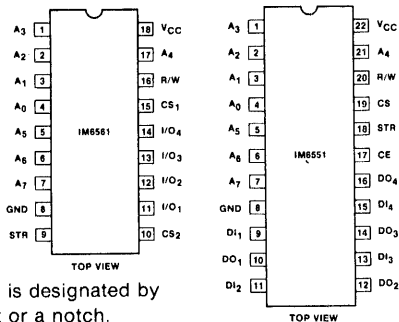 A3 1 18 VCC
A2 2 17 A4
A1 3 16 R/W
A0 4 15 CS1
A5 5 14 I/O4
A6 6 13 I/O3
A7 7 12 I/O2
GND 8 11 I/O1
STR 9 10 CS2
IM6561
TOP VIEW
A3 1 22 VCC
A2 2 21 A4
A1 3 20 R/W
A0 4 19 CS
A5 5 18 STR
A6 6 17 CE
A7 7 16 DO4
GND 8 15 DI4
DI1 9 14 DO3
DO1 10 13 DI3
DI2 11 12 DO2
IM6551
TOP VIEW
is designated by
or a notch.